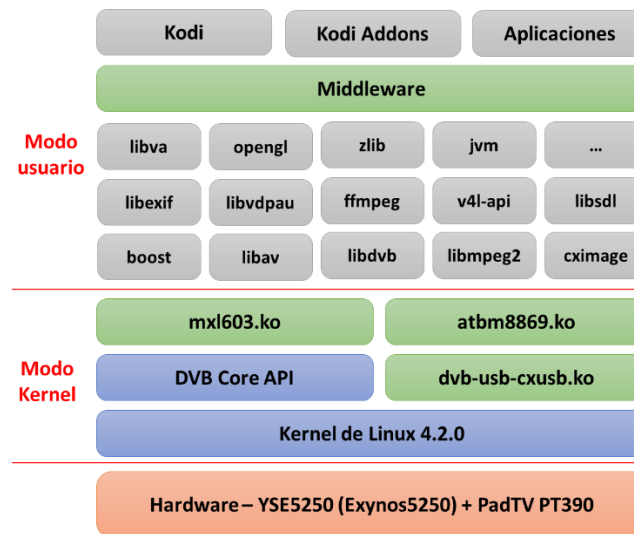 Kodi Kodi Addons Aplicaciones
Middleware
Modo usuario
libva opengl zlib jvm ...
libexif libvdpau ffmpeg v4l-api libsdl
boost libav libdvb libmpeg2 cximage
Modo Kernel
mxl603.ko atbm8869.ko
DVB Core API dvb-usb-cxusb.ko
Kernel de Linux 4.2.0
Hardware – YSE5250 (Exynos5250) + PadTV PT390